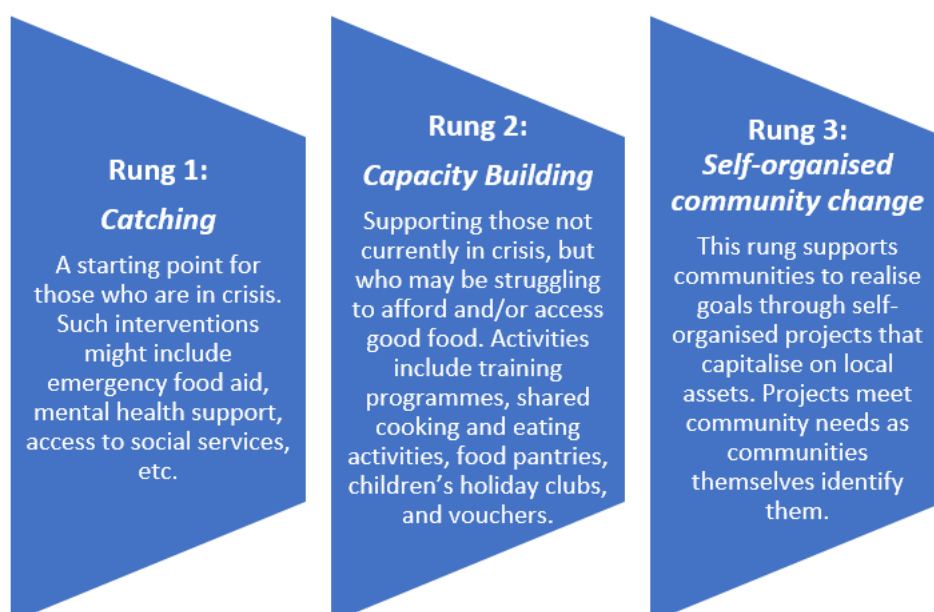 Rung 1:
Catching
A starting point for
those who are in crisis.
Such interventions
might include
emergency food aid,
mental health support,
access to social services,
etc.
Rung 2:
Capacity Building
Supporting those not
currently in crisis, but
who may be struggling
to afford and/or access
good food. Activities
include training
programmes, shared
cooking and eating
activities, food pantries,
children’s holiday clubs,
and vouchers.
Rung 3:
Self-organised
community change
This rung supports
communities to realise
goals through self-
organised projects that
capitalise on local
assets. Projects meet
community needs as
communities
themselves identify
them.